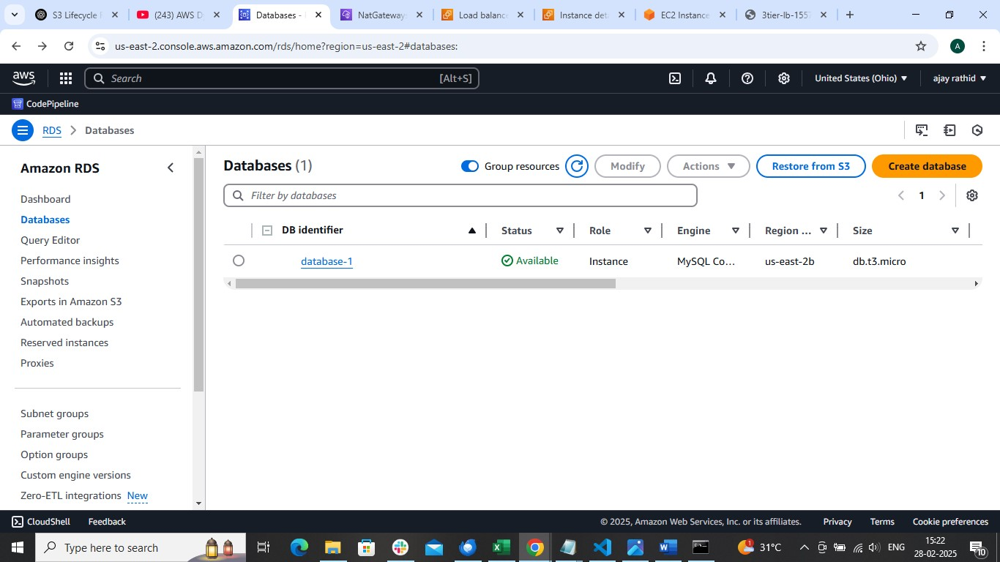 S3 Lifecycle
(243) AWS D
Databases -
NatGateway
Load balanc
Instance det
EC2 Instance
3tier-lb-155
us-east-2.console.aws.amazon.com/rds/home?region=us-east-2#databases:
A
aws
Search
[Alt+S]
United States (Ohio)
ajay rathid
CodePipeline
RDS
Databases
Amazon RDS
Dashboard
Databases
Query Editor
Performance insights
Snapshots
Exports in Amazon S3
Automated backups
Reserved instances
Proxies
Subnet groups
Parameter groups
Option groups
Custom engine versions
Zero-ETL integrations New
Databases (1)
Group resources
Modify
Actions
Restore from S3
Create database
Filter by databases
1
DB identifier Status Role Engine Region ... Size
database-1 Available Instance MySQL Co... us-east-2b db.t3.micro
CloudShell Feedback
© 2025, Amazon Web Services, Inc. or its affiliates. Privacy Terms Cookie preferences
Type here to search
1
31°C
ENG
15:22
28-02-2025
10